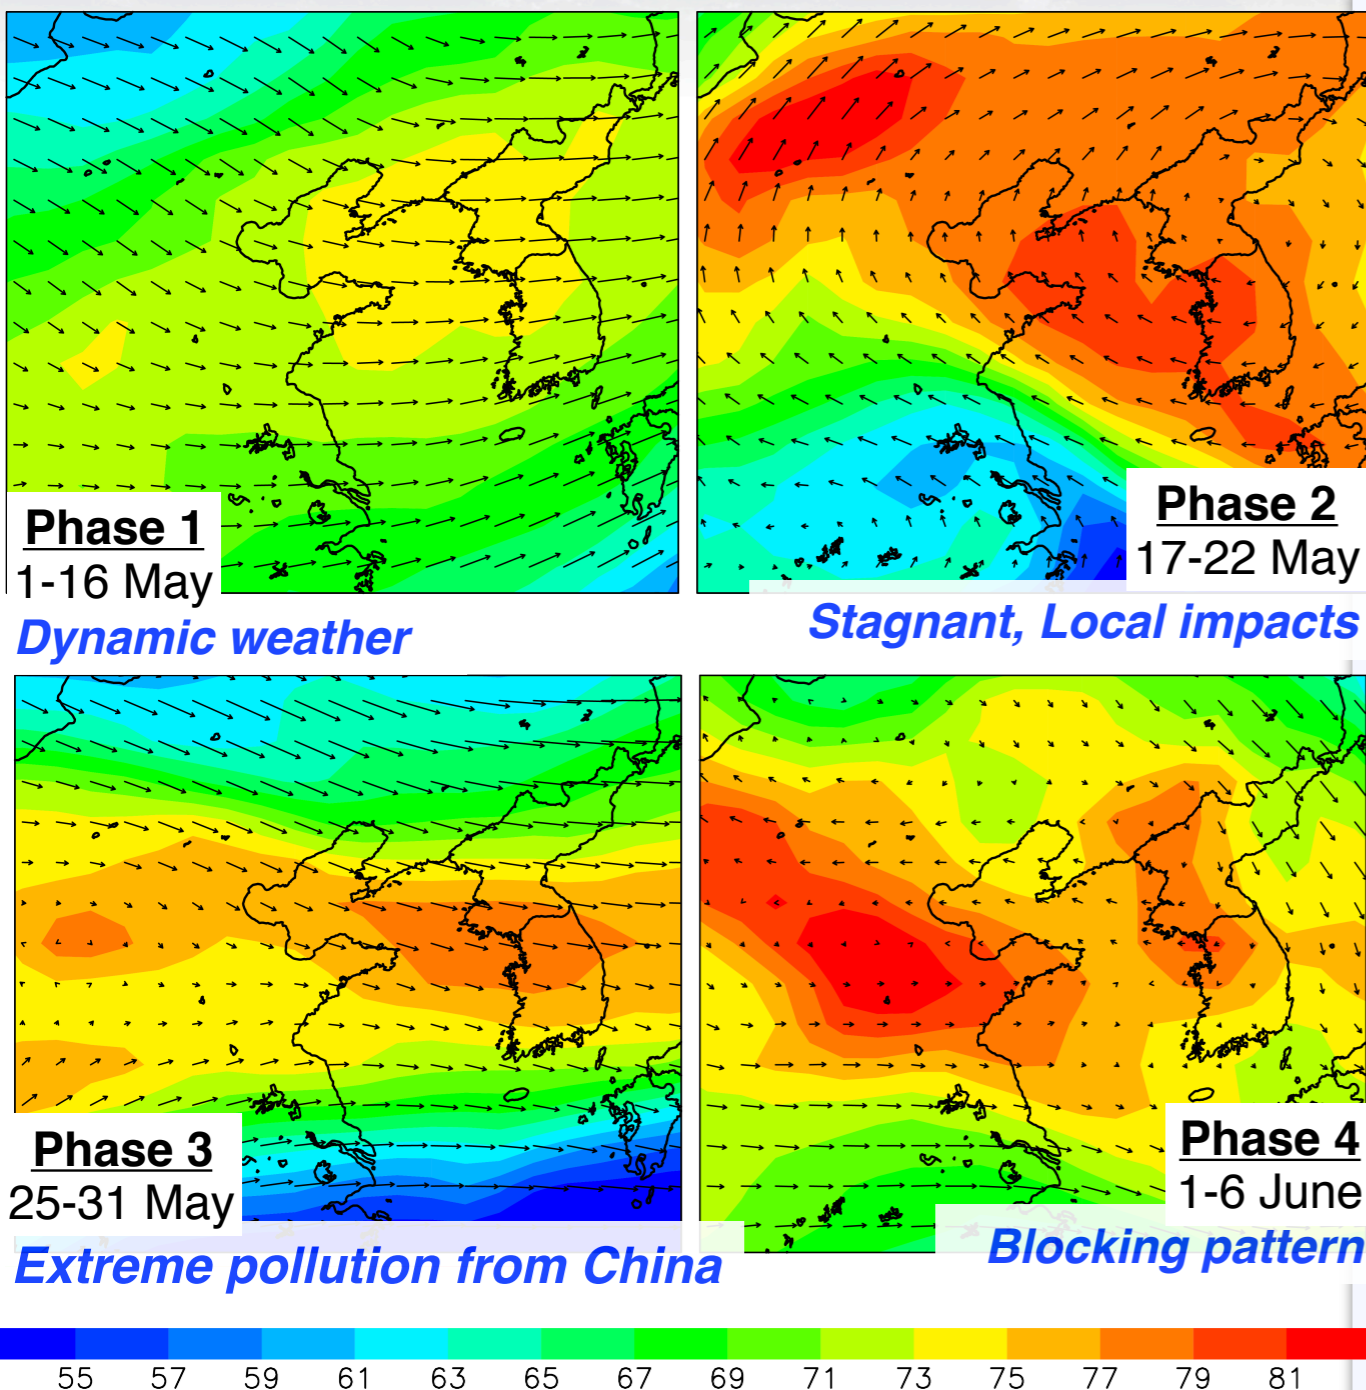 Phase 1
1-16 May
Dynamic weather
Phase 2
17-22 May
Stagnant, Local impacts
Phase 3
25-31 May
Extreme pollution from China
Phase 4
1-6 June
Blocking pattern
55 57 59 61 63 65 67 69 71 73 75 77 79 81